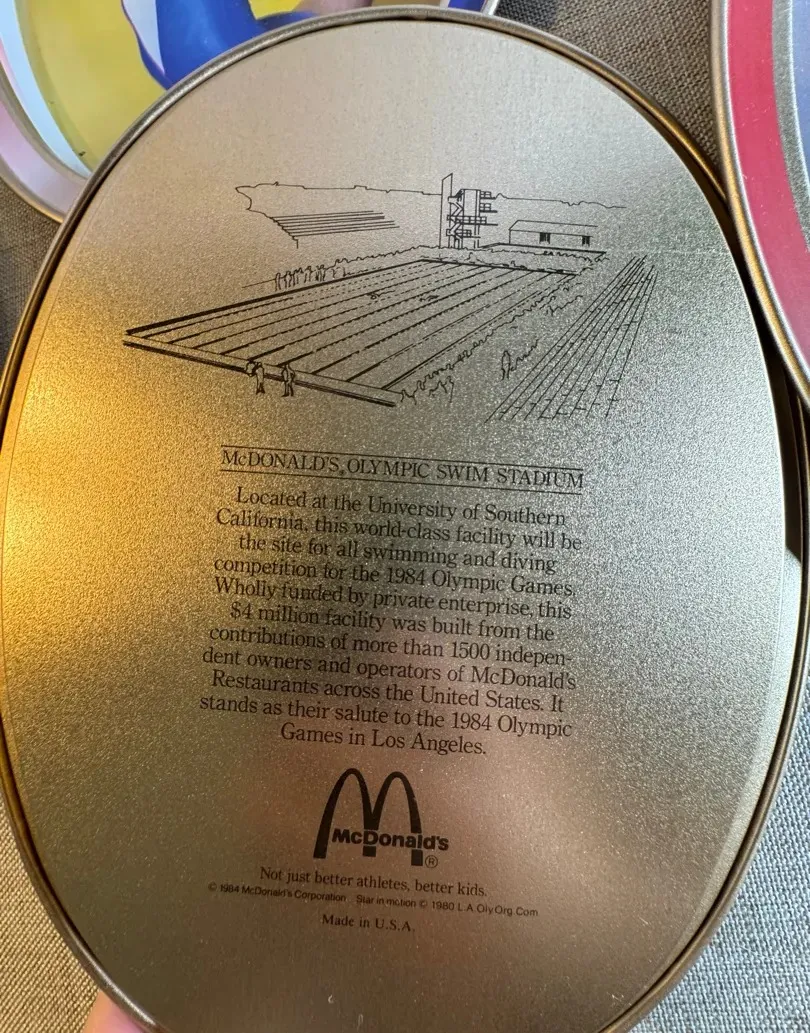 McDONALD'S OLYMPIC SWIM STADIUM
Located at the University of Southern
California, this world-class facility will be
the site for all swimming and diving
competition for the 1984 Olympic Games.
Wholly funded by private enterprise, this
$4 million facility was built from the
contributions of more than 1500 indepen-
dent owners and operators of McDonald's
Restaurants across the United States. It
stands as their salute to the 1984 Olympic
Games in Los Angeles.
McDonald's
®
Not just better athletes, better kids.
© 1984 McDonald's Corporation Star in motion © 1980 L.A.Oly.Org.Com.
Made in U.S.A.